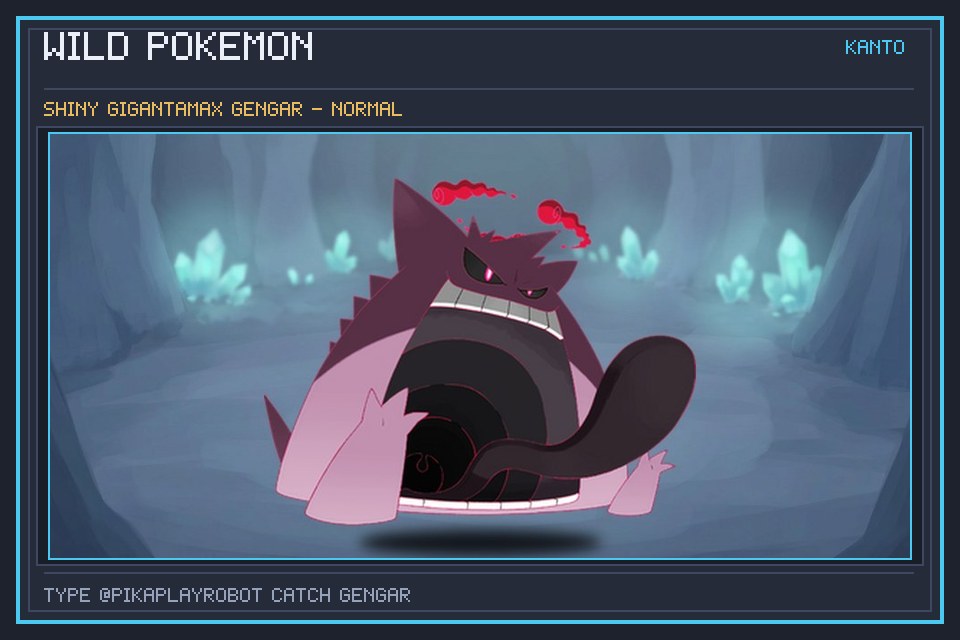 WILD POKEMON
KANTO
SHINY GIGANTAMAX GENGAR - NORMAL
TYPE @PIKAPLAYROBOT CATCH GENGAR